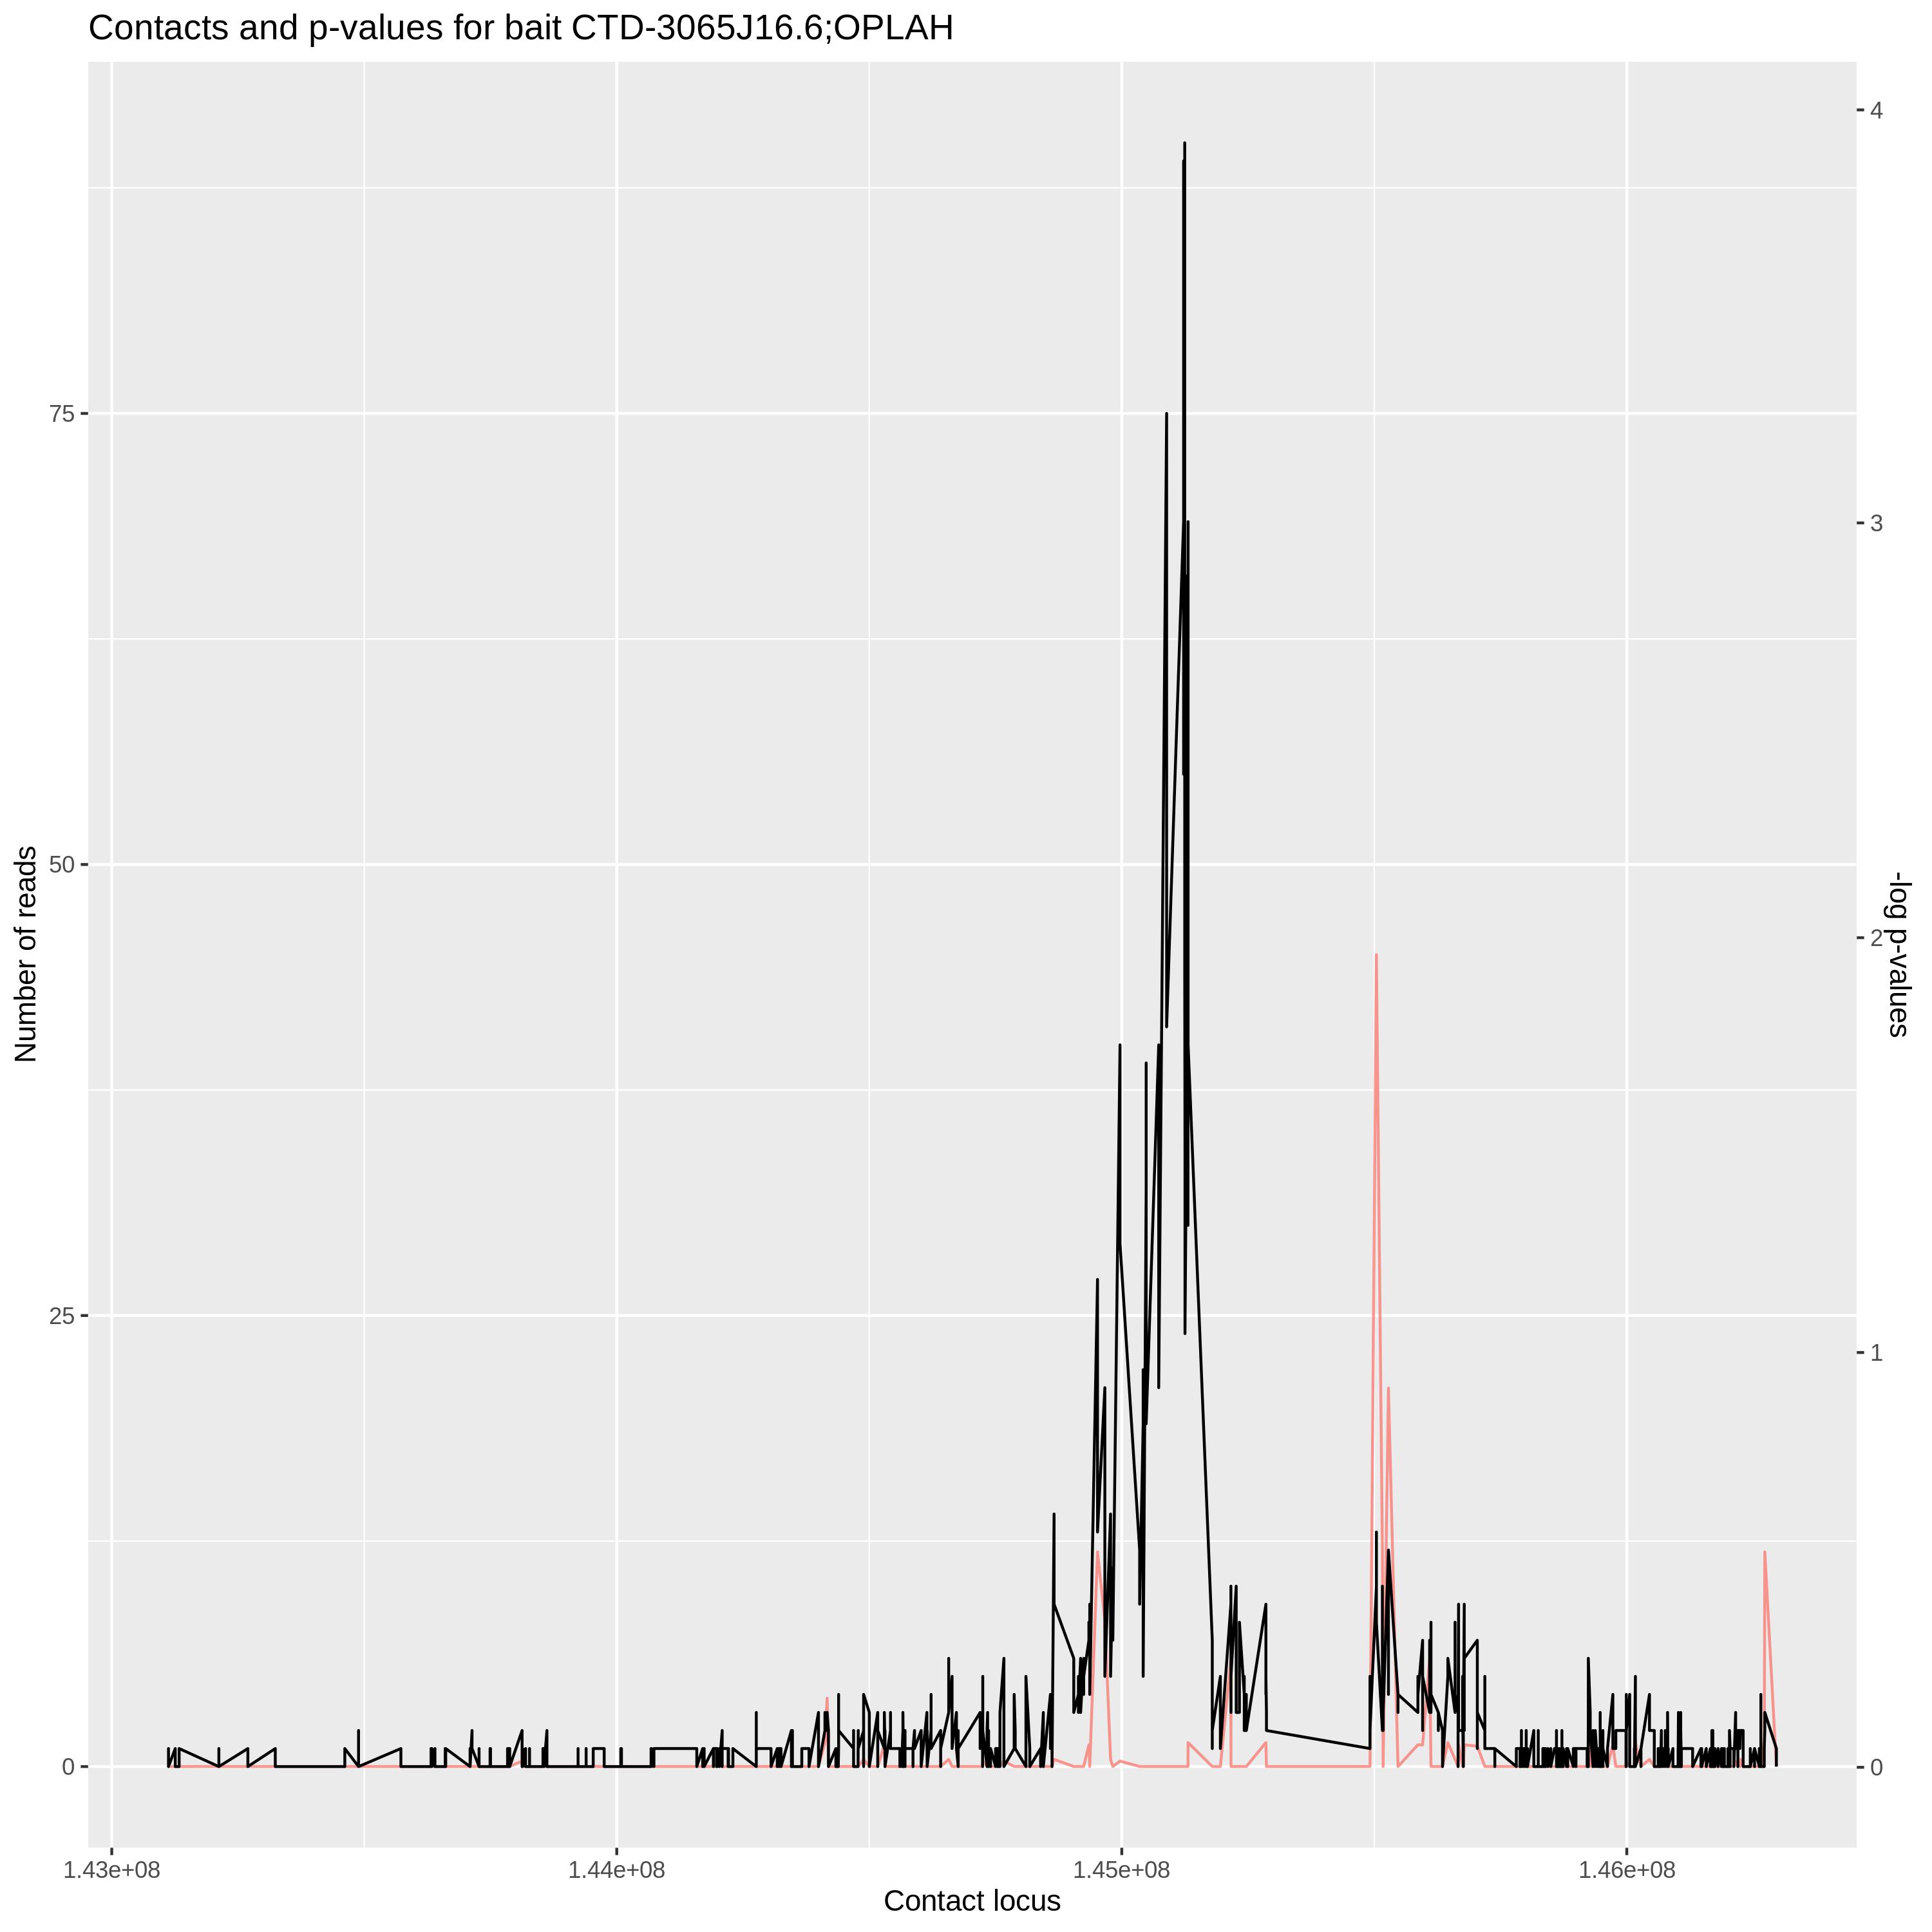 Contacts and p-values for bait CTD-3065J16.6;OPLAH
Number of reads
75
50
25
0
4
3
2
1
0
-log p-values
1.43e+08
1.44e+08
1.45e+08
1.46e+08
Contact locus